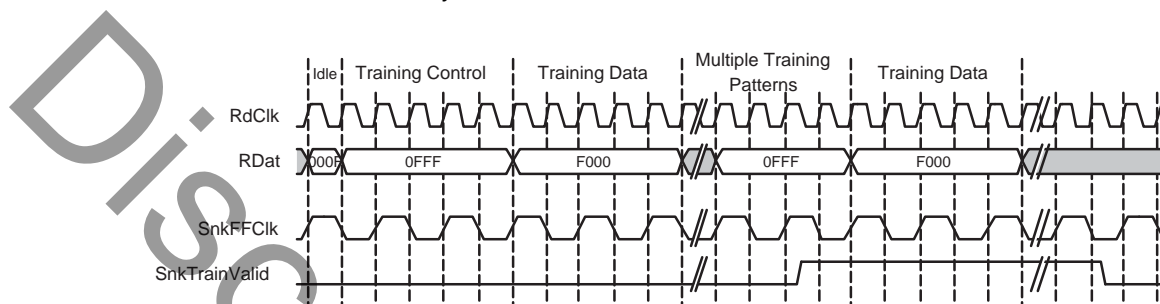 Idle
Training Control
Training Data
Multiple Training
Patterns
Training Data
RdClk
RDat
000F
0FFF
F000
0FFF
F000
SnkFFClk
SnkTrainValid
Disc